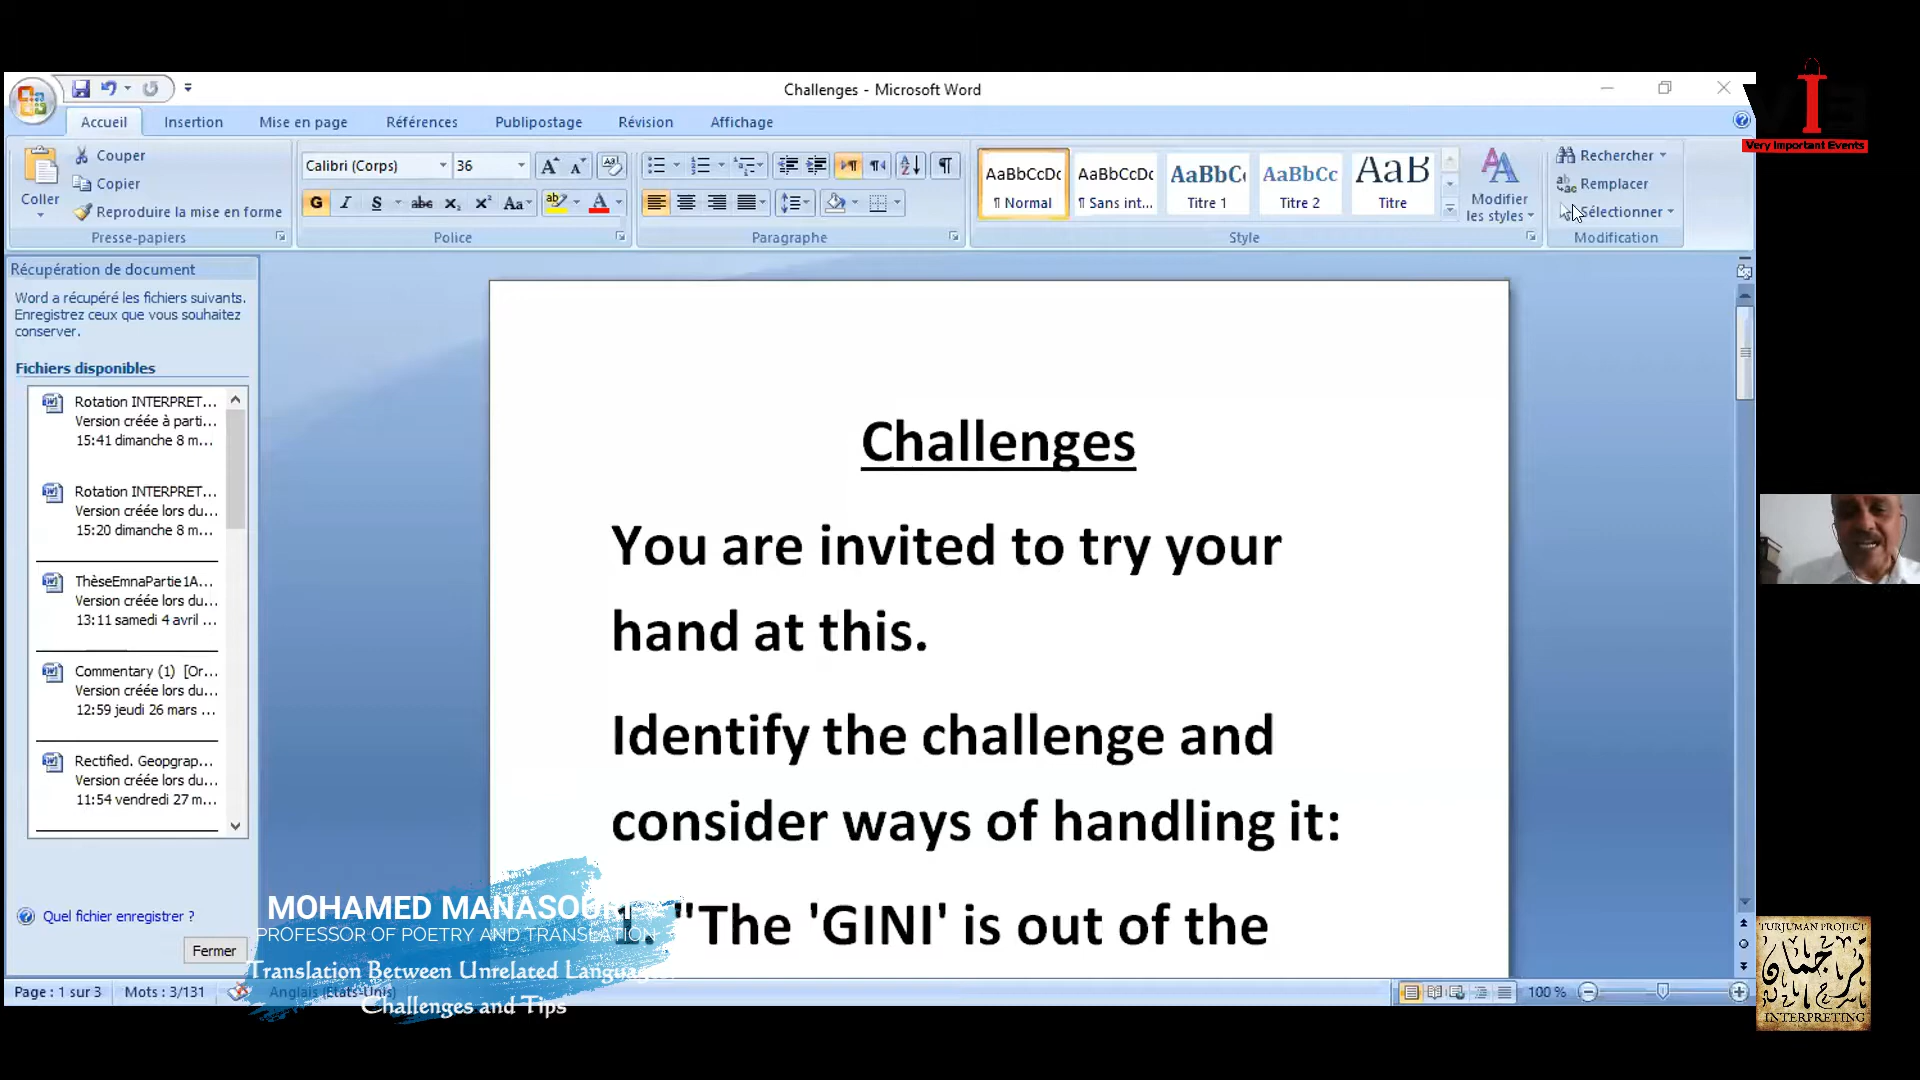 Challenges - Microsoft Word
Accueil
Insertion
Mise en page
Références
Publipostage
Révision
Affichage
Coller
Couper
Copier
Reproduire la mise en forme
Presse-papiers
Calibri (Corps)
36
Police
Paragraphe
AaBbCcDc
¶ Normal
AaBbCcDc
¶ Sans int...
AaBbC
Titre 1
AaBbCc
Titre 2
AaB
Titre
Modifier
les styles
Style
Rechercher
Remplacer
Sélectionner
Modification
Very Important Events
Récupération de document
Word a récupéré les fichiers suivants.
Enregistrez ceux que vous souhaitez
conserver.
Fichiers disponibles
Rotation INTERPRET...
Version créée à parti...
15:41 dimanche 8 m...
Rotation INTERPRET...
Version créée lors du...
15:20 dimanche 8 m...
ThèseEmnaPartie1A...
Version créée lors du...
13:11 samedi 4 avril ...
Commentary (1) [Or...
Version créée lors du...
12:59 jeudi 26 mars ...
Rectified. Geopgrap...
Version créée lors du...
11:54 vendredi 27 m...
Quel fichier enregistrer ?
Fermer
Challenges
You are invited to try your
hand at this.
Identify the challenge and
consider ways of handling it:
1. "The 'GINI' is out of the
MOHAMED MANASOURI
PROFESSOR OF POETRY AND TRANSLATION
Translation Between Unrelated Languages
Challenges and Tips
Page : 1 sur 3
Mots : 3/131
Anglais (États-Unis)
100 %
TURJUMAN PROJECT
ترجمان
INTERPRETING